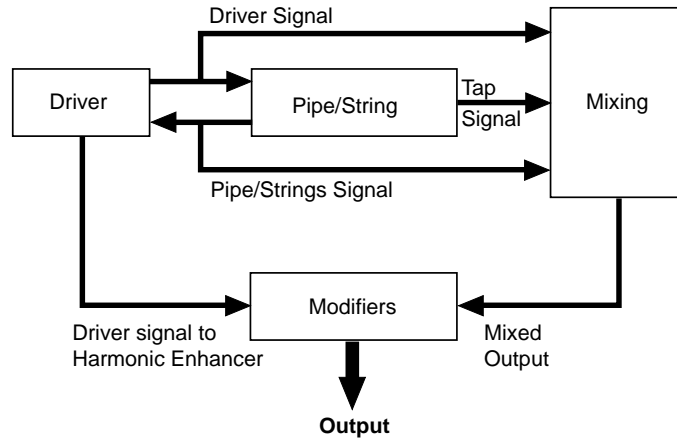 Driver Signal
Driver
Pipe/String
Tap
Signal
Mixing
Pipe/Strings Signal
Modifiers
Driver signal to
Harmonic Enhancer
Mixed
Output
Output